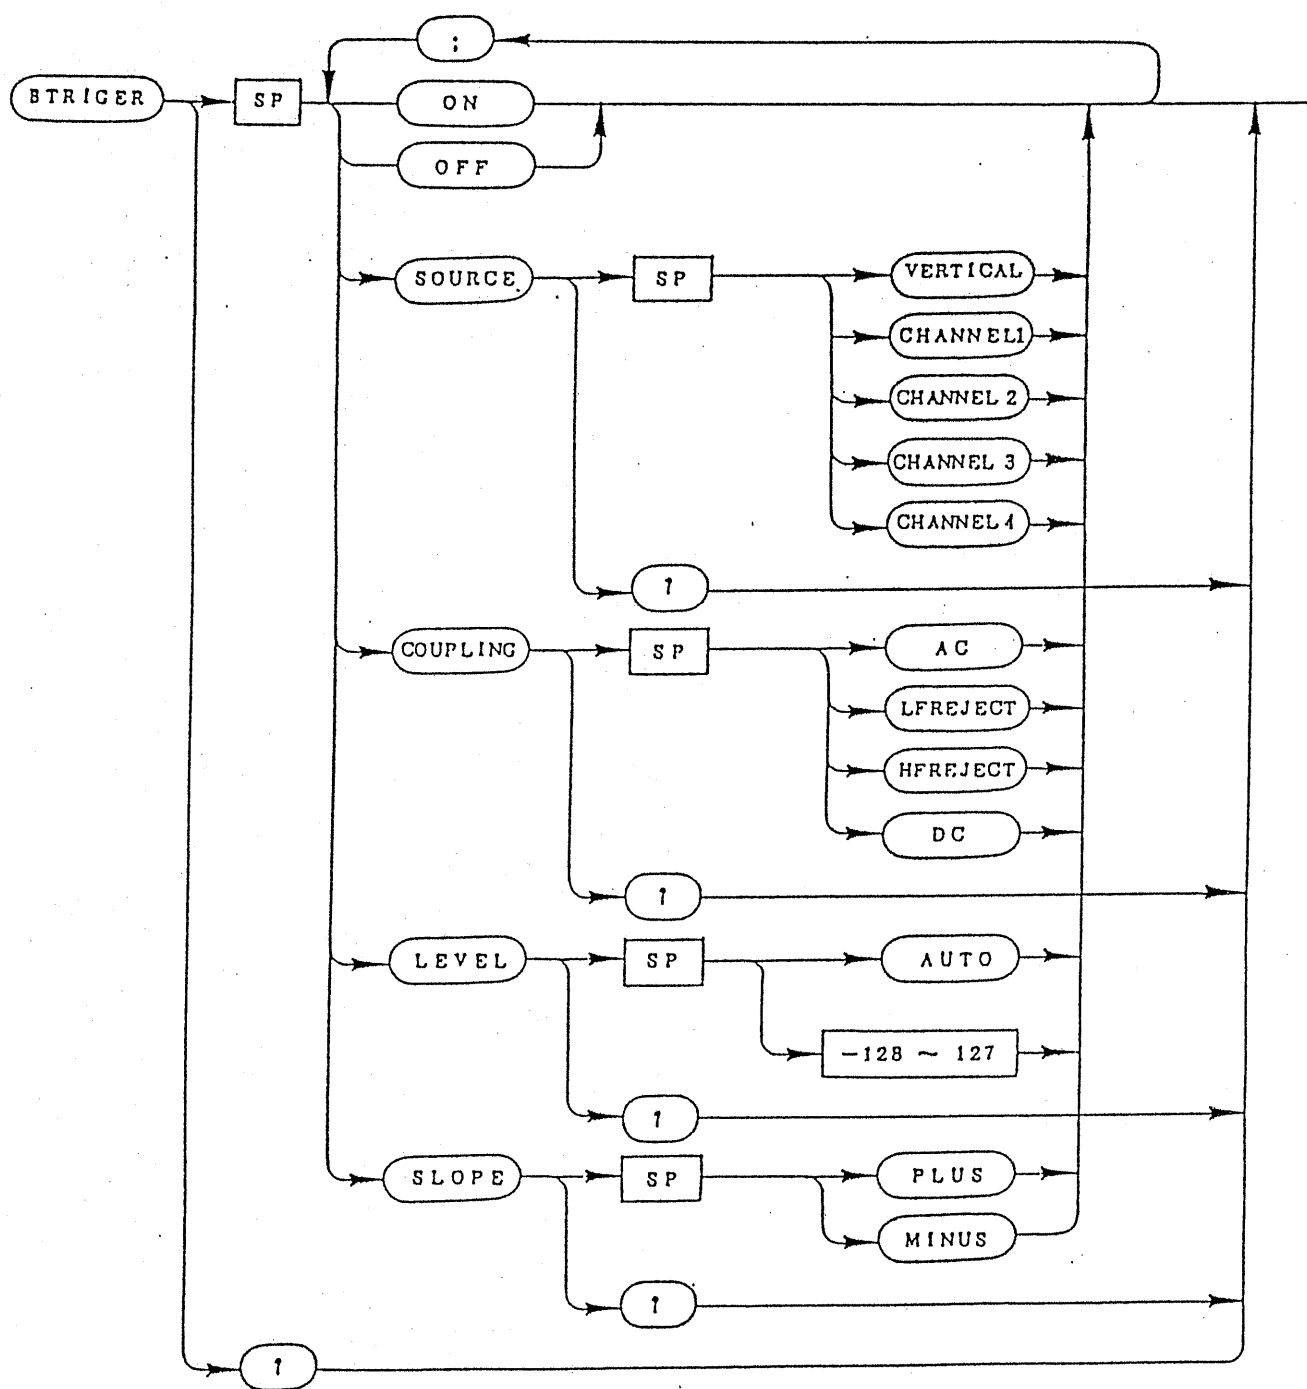 ;
BTRIGER SP ON
OFF
SOURCE SP VERTICAL
CHANNEL1
CHANNEL 2
CHANNEL 3
CHANNEL 4
?
COUPLING SP AC
LFREJECT
HFREJECT
DC
?
LEVEL SP AUTO
-128 ~ 127
?
SLOPE SP PLUS
MINUS
?
?